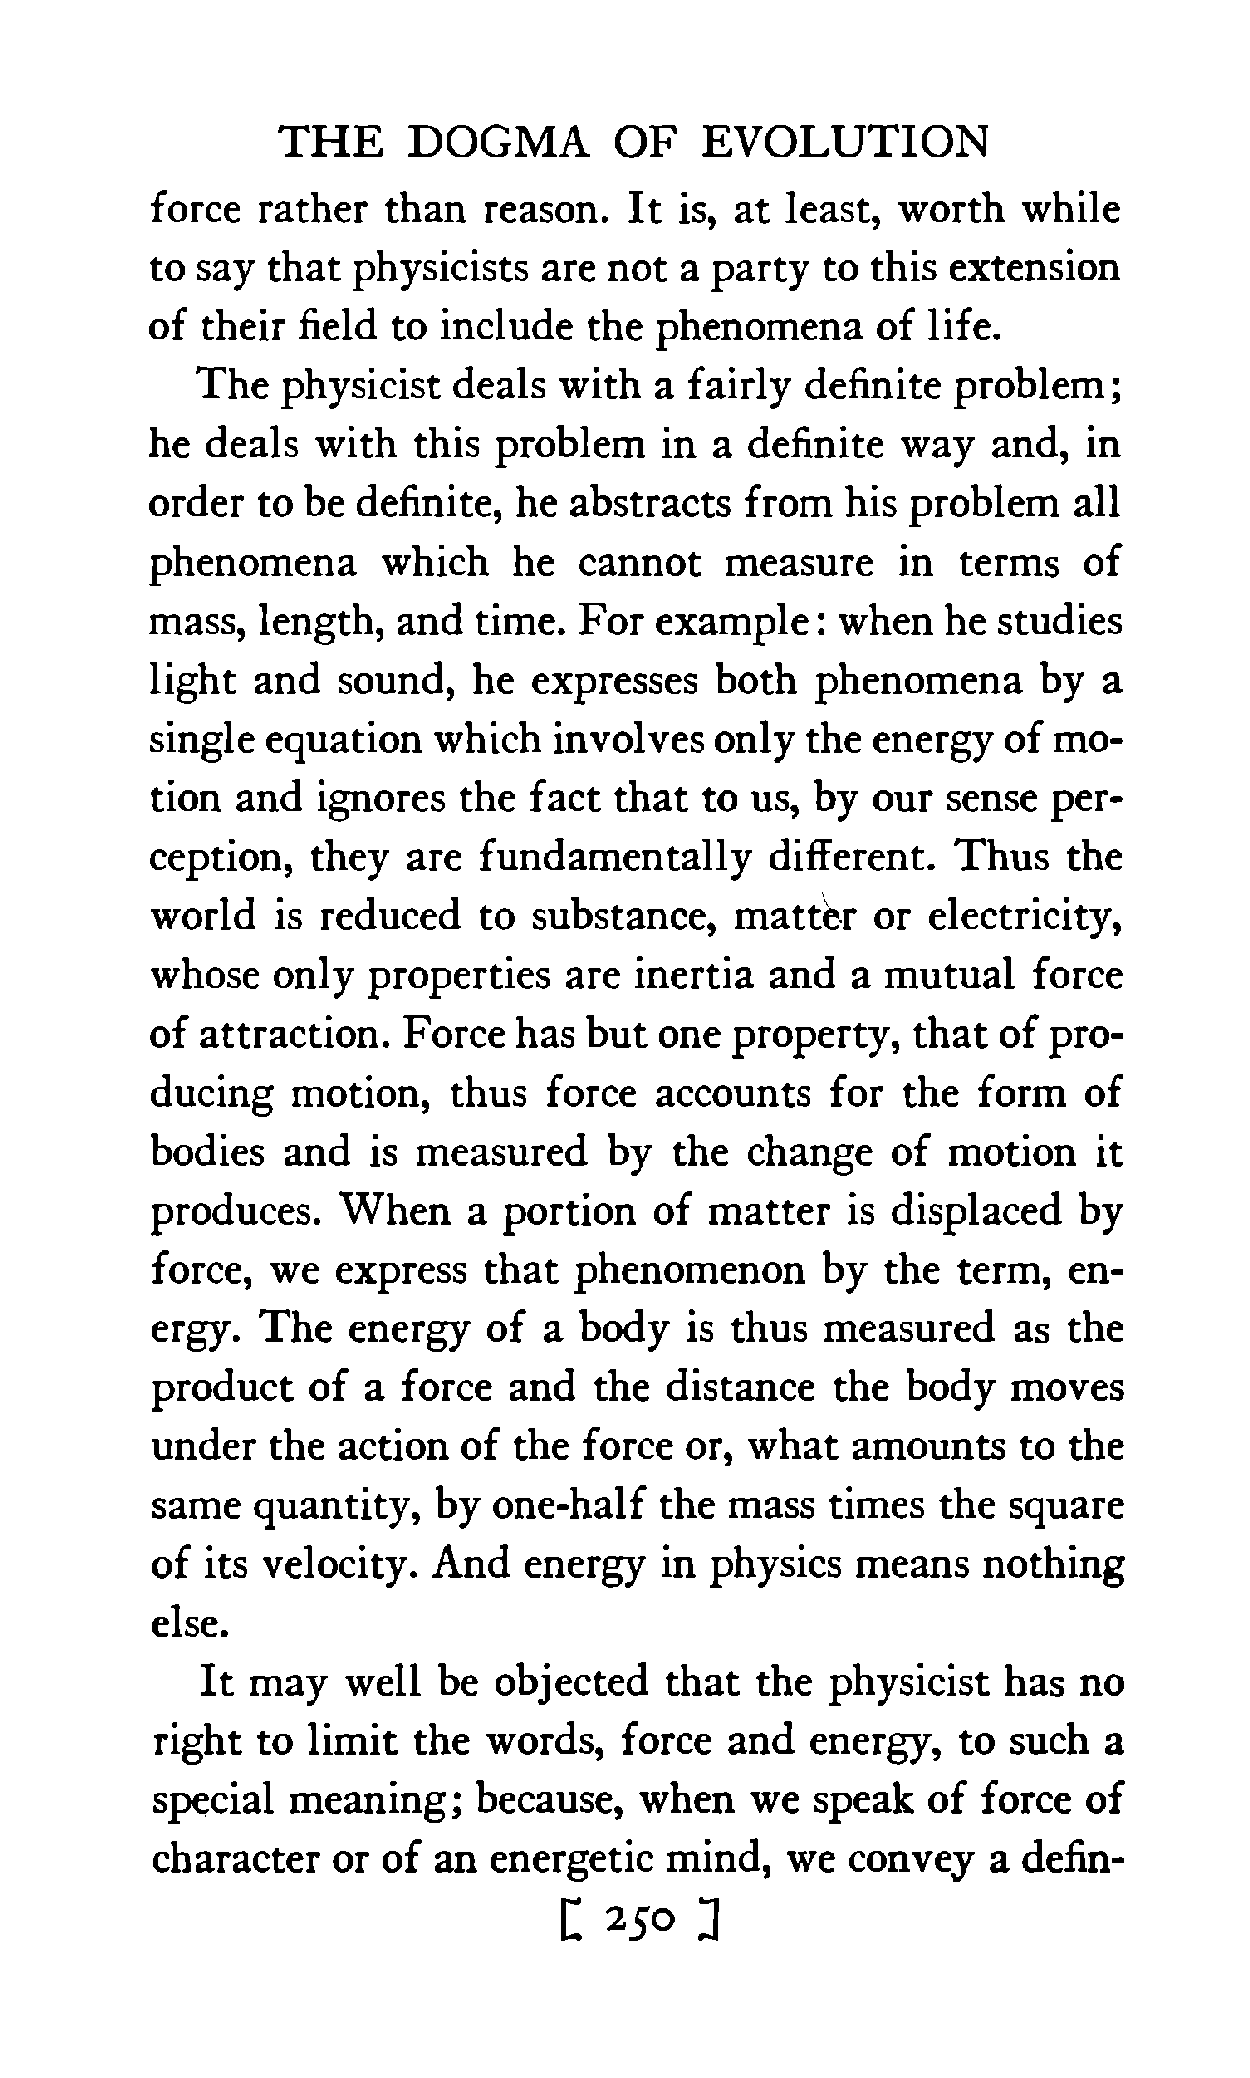 THE DOGMA OF EVOLUTION
force rather than reason. It is, at least, worth while
to say that physicists are not a party to this extension
of their field to include the phenomena of life.
The physicist deals with a fairly definite problem;
he deals with this problem in a definite way and, in
order to be definite, he abstracts from his problem all
phenomena which he cannot measure in terms of
mass, length, and time. For example: when he studies
light and sound, he expresses both phenomena by a
single equation which involves only the energy of mo-
tion and ignores the fact that to us, by our sense per-
ception, they are fundamentally different. Thus the
world is reduced to substance, matter or electricity,
whose only properties are inertia and a mutual force
of attraction. Force has but one property, that of pro-
ducing motion, thus force accounts for the form of
bodies and is measured by the change of motion it
produces. When a portion of matter is displaced by
force, we express that phenomenon by the term, en-
ergy. The energy of a body is thus measured as the
product of a force and the distance the body moves
under the action of the force or, what amounts to the
same quantity, by one-half the mass times the square
of its velocity. And energy in physics means nothing
else.
It may well be objected that the physicist has no
right to limit the words, force and energy, to such a
special meaning; because, when we speak of force of
character or of an energetic mind, we convey a defin-
[ 250 ]